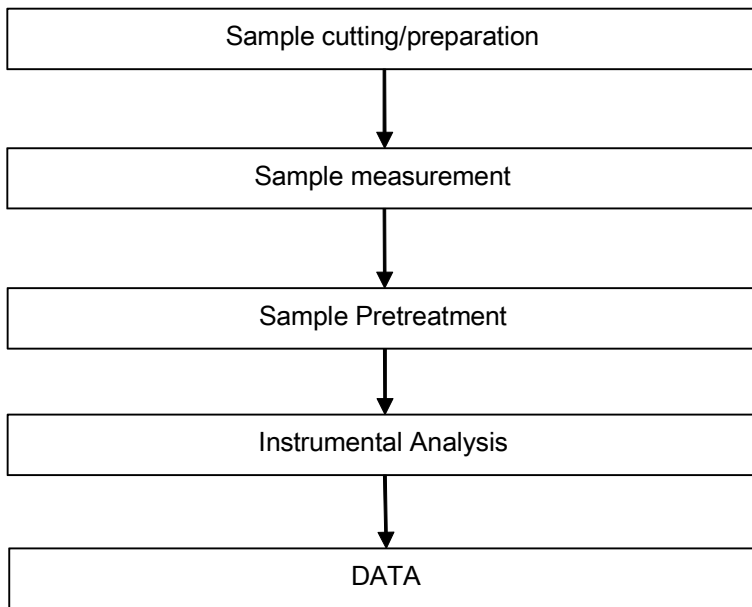 Sample cutting/preparation
Sample measurement
Sample Pretreatment
Instrumental Analysis
DATA